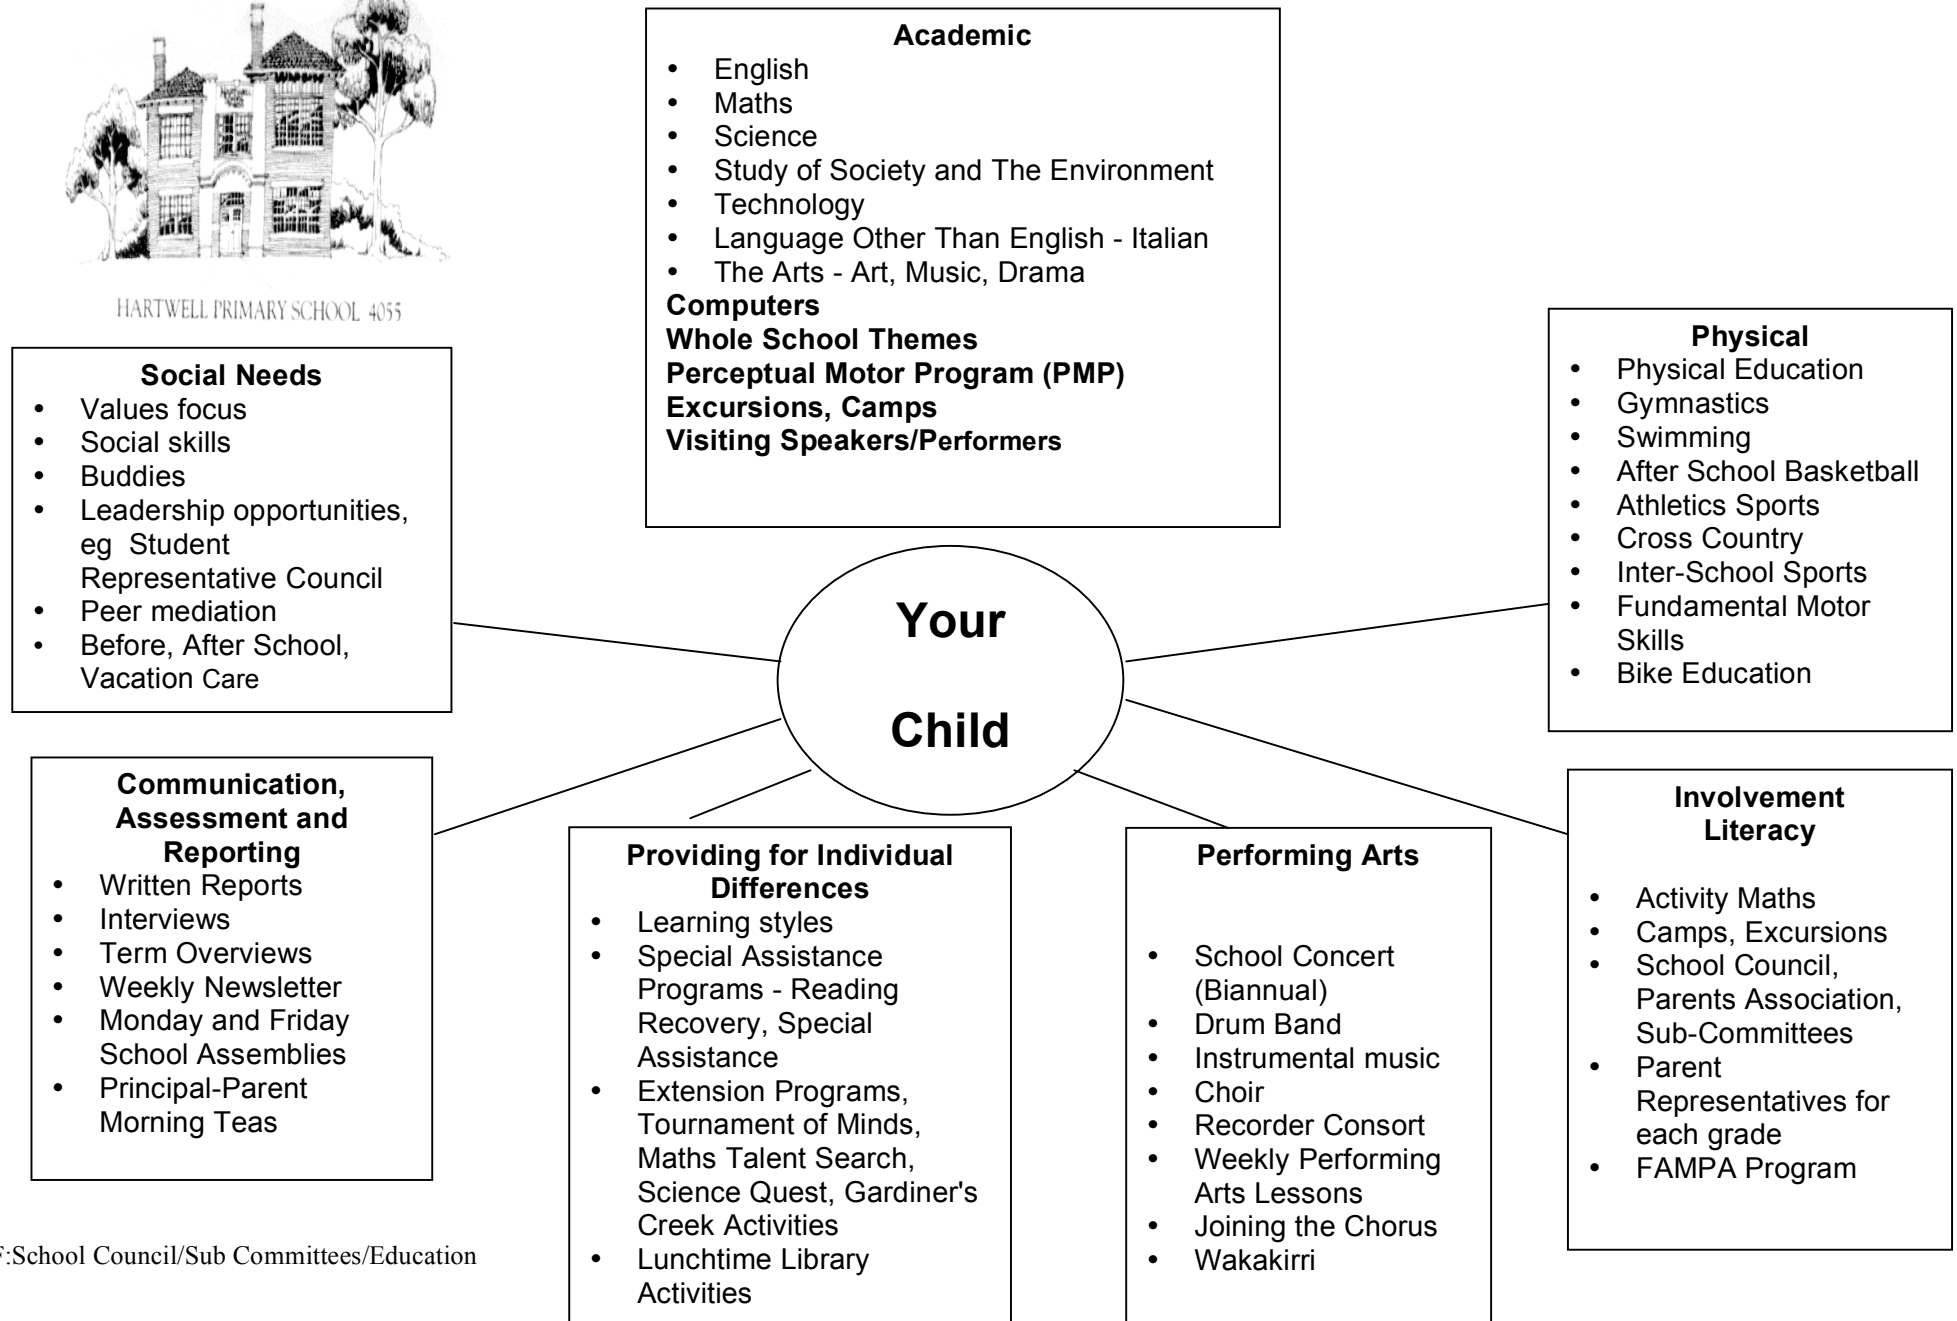 HARTWELL PRIMARY SCHOOL 4055
Academic
• English
• Maths
• Science
• Study of Society and The Environment
• Technology
• Language Other Than English - Italian
• The Arts - Art, Music, Drama
Computers
Whole School Themes
Perceptual Motor Program (PMP)
Excursions, Camps
Visiting Speakers/Performers
Social Needs
• Values focus
• Social skills
• Buddies
• Leadership opportunities,
eg Student
Representative Council
• Peer mediation
• Before, After School,
Vacation Care
Your
Child
Physical
• Physical Education
• Gymnastics
• Swimming
• After School Basketball
• Athletics Sports
• Cross Country
• Inter-School Sports
• Fundamental Motor
Skills
• Bike Education
Communication,
Assessment and
Reporting
• Written Reports
• Interviews
• Term Overviews
• Weekly Newsletter
• Monday and Friday
School Assemblies
• Principal-Parent
Morning Teas
Providing for Individual
Differences
• Learning styles
• Special Assistance
Programs - Reading
Recovery, Special
Assistance
• Extension Programs,
Tournament of Minds,
Maths Talent Search,
Science Quest, Gardiner's
Creek Activities
• Lunchtime Library
Activities
Performing Arts
• School Concert
(Biannual)
• Drum Band
• Instrumental music
• Choir
• Recorder Consort
• Weekly Performing
Arts Lessons
• Joining the Chorus
• Wakakirri
Involvement
Literacy
• Activity Maths
• Camps, Excursions
• School Council,
Parents Association,
Sub-Committees
• Parent
Representatives for
each grade
• FAMPA Program
F:School Council/Sub Committees/Education